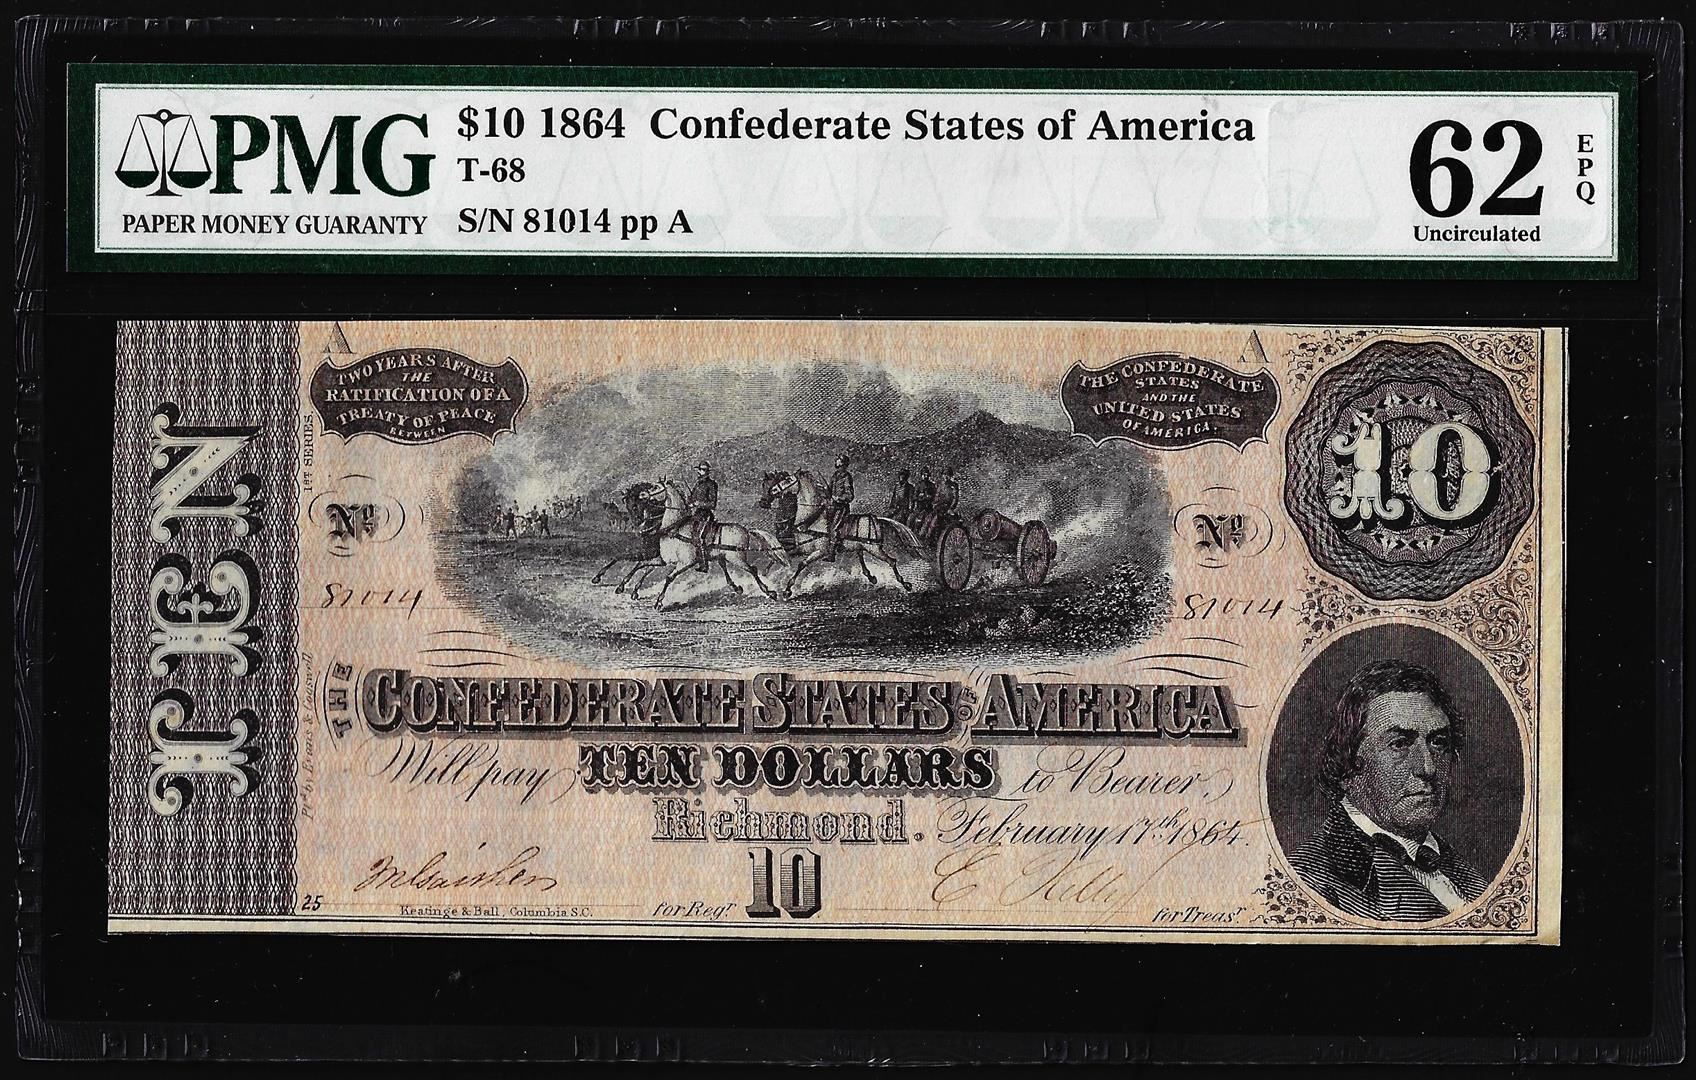 PMG
PAPER MONEY GUARANTY
$10 1864 Confederate States of America
T-68
S/N 81014 pp A
62
EPQ
Uncirculated
A
A
TWO YEARS AFTER
THE
RATIFICATION OF A
TREATY OF PEACE
BETWEEN
THE CONFEDERATE
STATES
AND THE
UNITED STATES
OF AMERICA.
10
TEN
1ST SERIES.
No
81014
No
81014
THE
CONFEDERATE STATES OF AMERICA
Will pay TEN DOLLARS to Bearer,
Richmond. February 17th 1864.
10
25
Keatinge & Ball, Columbia S.C.
for Regr
E Kelly
for Treasr